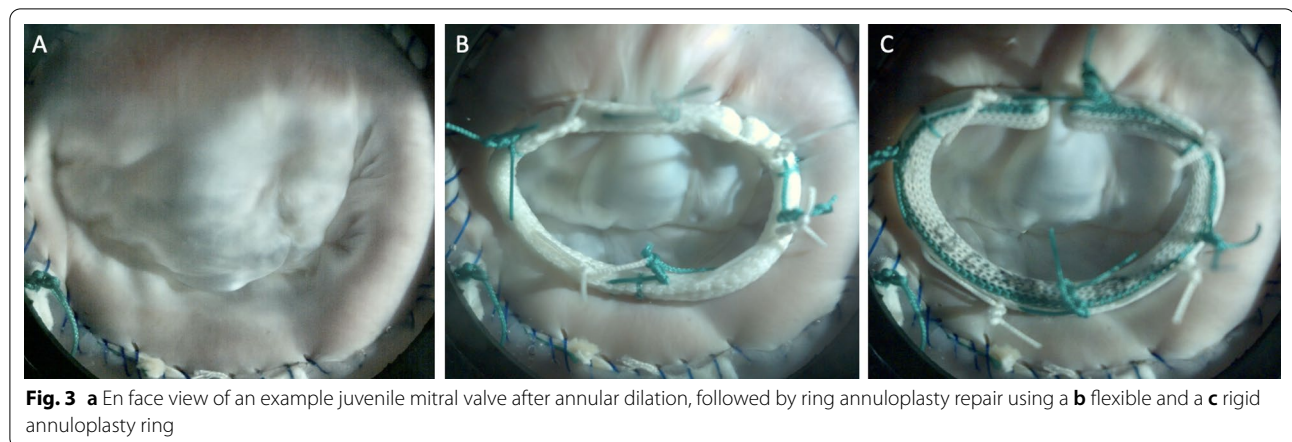 A
B
C
Fig. 3 a En face view of an example juvenile mitral valve after annular dilation, followed by ring annuloplasty repair using a b flexible and a c rigid
annuloplasty ring